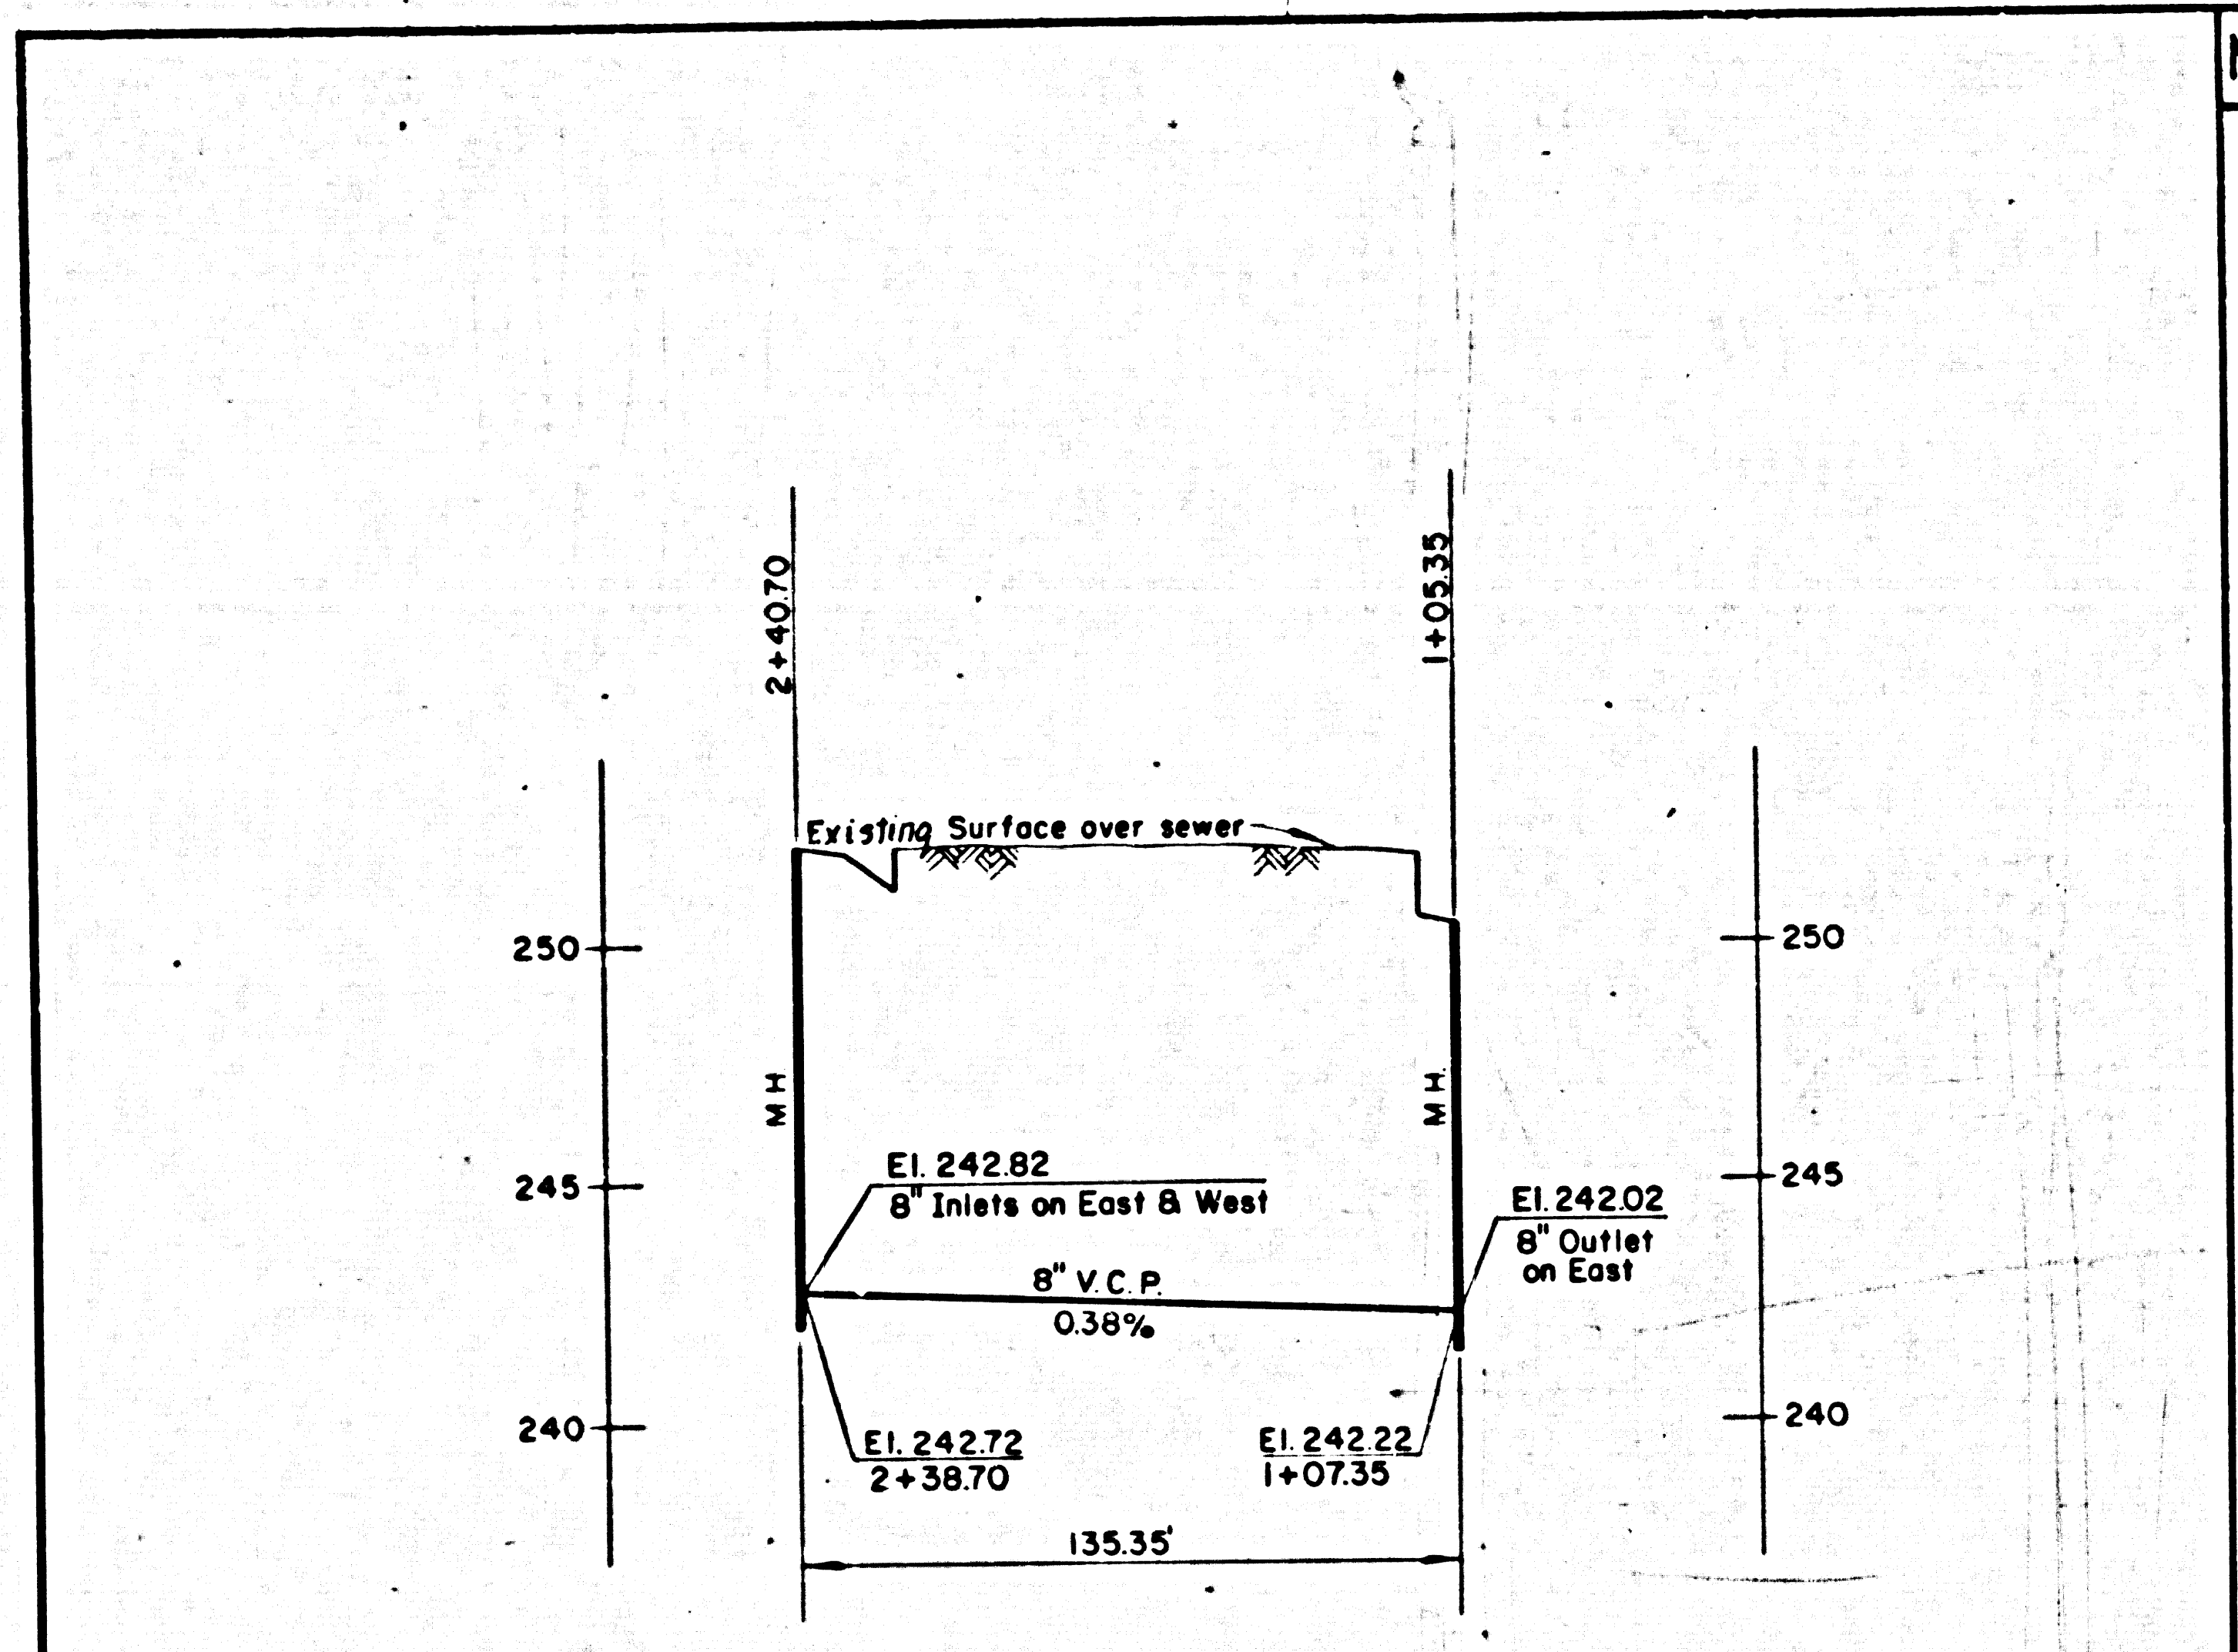 2+40.70
1+05.35
Existing Surface over sewer
250
250
M H
M H.
El. 242.82
8" Inlets on East & West
245
245
El. 242.02
8" Outlet
on East
8" V. C. P.
0.38%
240
240
El. 242.72
2+38.70
El. 242.22
1+07.35
135.35'